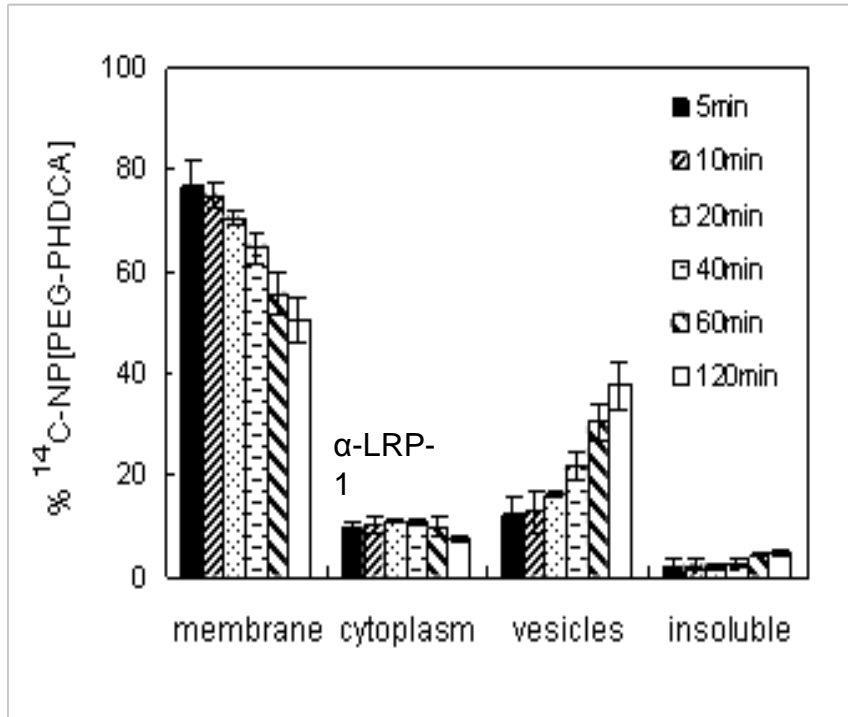 % ¹⁴C-NP[PEG-PHDCA]
100
80
60
40
20
0
5min
10min
20min
40min
60min
120min
α-LRP-
1
membrane cytoplasm vesicles insoluble